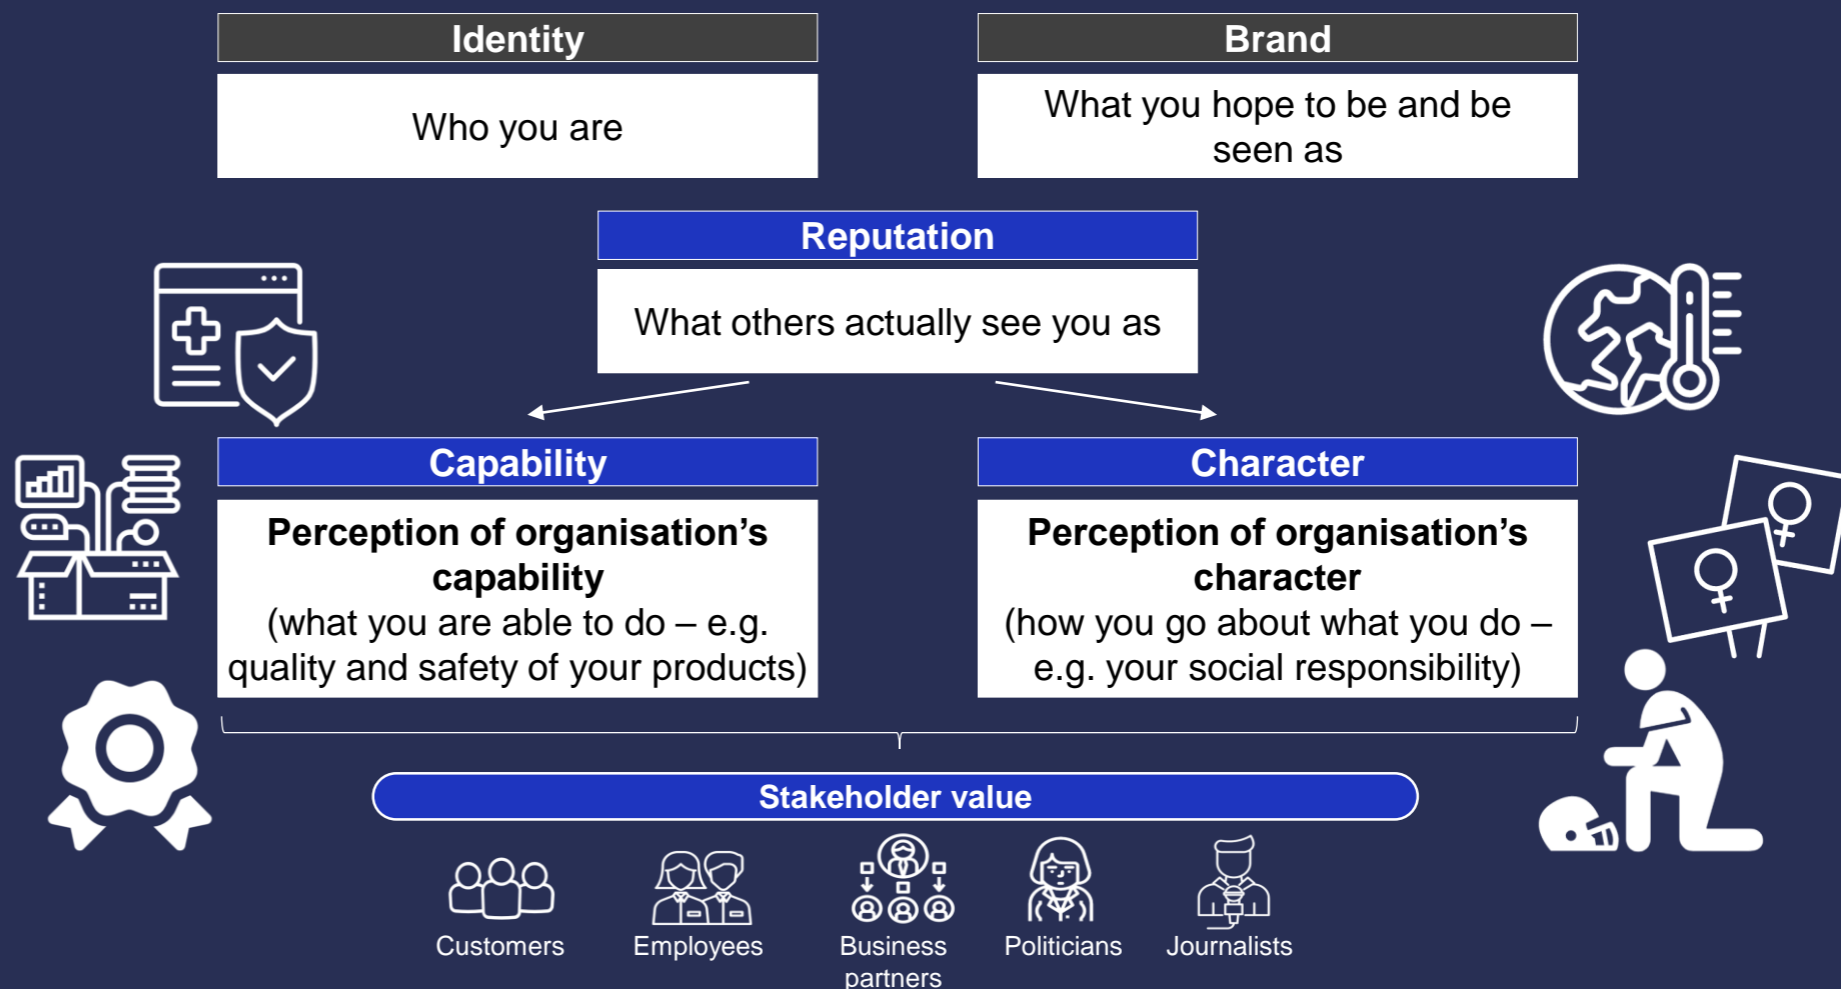 Identity
Brand
Who you are
What you hope to be and be
seen as
Reputation
What others actually see you as
Capability
Character
Perception of organisation’s
capability
(what you are able to do – e.g.
quality and safety of your products)
Perception of organisation’s
character
(how you go about what you do –
e.g. your social responsibility)
Stakeholder value
Customers
Employees
Business
partners
Politicians
Journalists